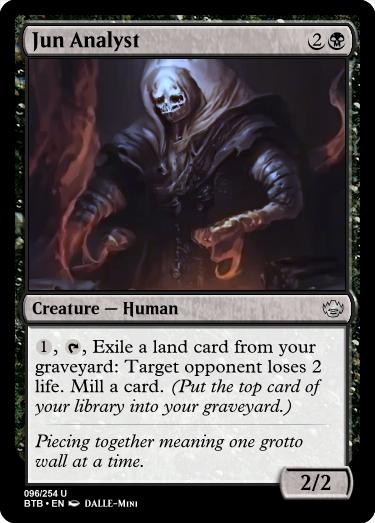 Jun Analyst 2
Creature — Human
1, Exile a land card from your
graveyard: Target opponent loses 2
life. Mill a card. (Put the top card of
your library into your graveyard.)
Piecing together meaning one grotto
wall at a time.
2/2
096/254 U
BTB • EN DALLE-Mini